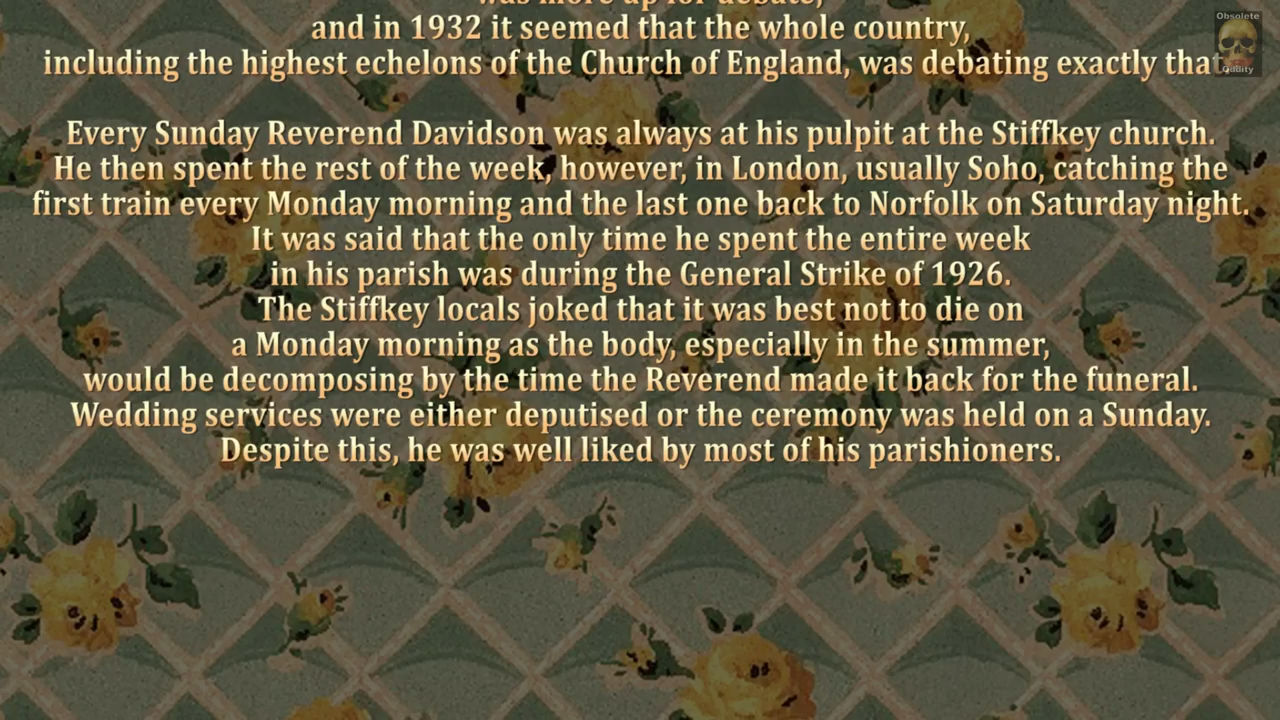 was more up for debate,
and in 1932 it seemed that the whole country,
including the highest echelons of the Church of England, was debating exactly that.
Every Sunday Reverend Davidson was always at his pulpit at the Stiffkey church.
He then spent the rest of the week, however, in London, usually Soho, catching the
first train every Monday morning and the last one back to Norfolk on Saturday night.
It was said that the only time he spent the entire week
in his parish was during the General Strike of 1926.
The Stiffkey locals joked that it was best not to die on
a Monday morning as the body, especially in the summer,
would be decomposing by the time the Reverend made it back for the funeral.
Wedding services were either deputised or the ceremony was held on a Sunday.
Despite this, he was well liked by most of his parishioners.
Obsolete
Oddity